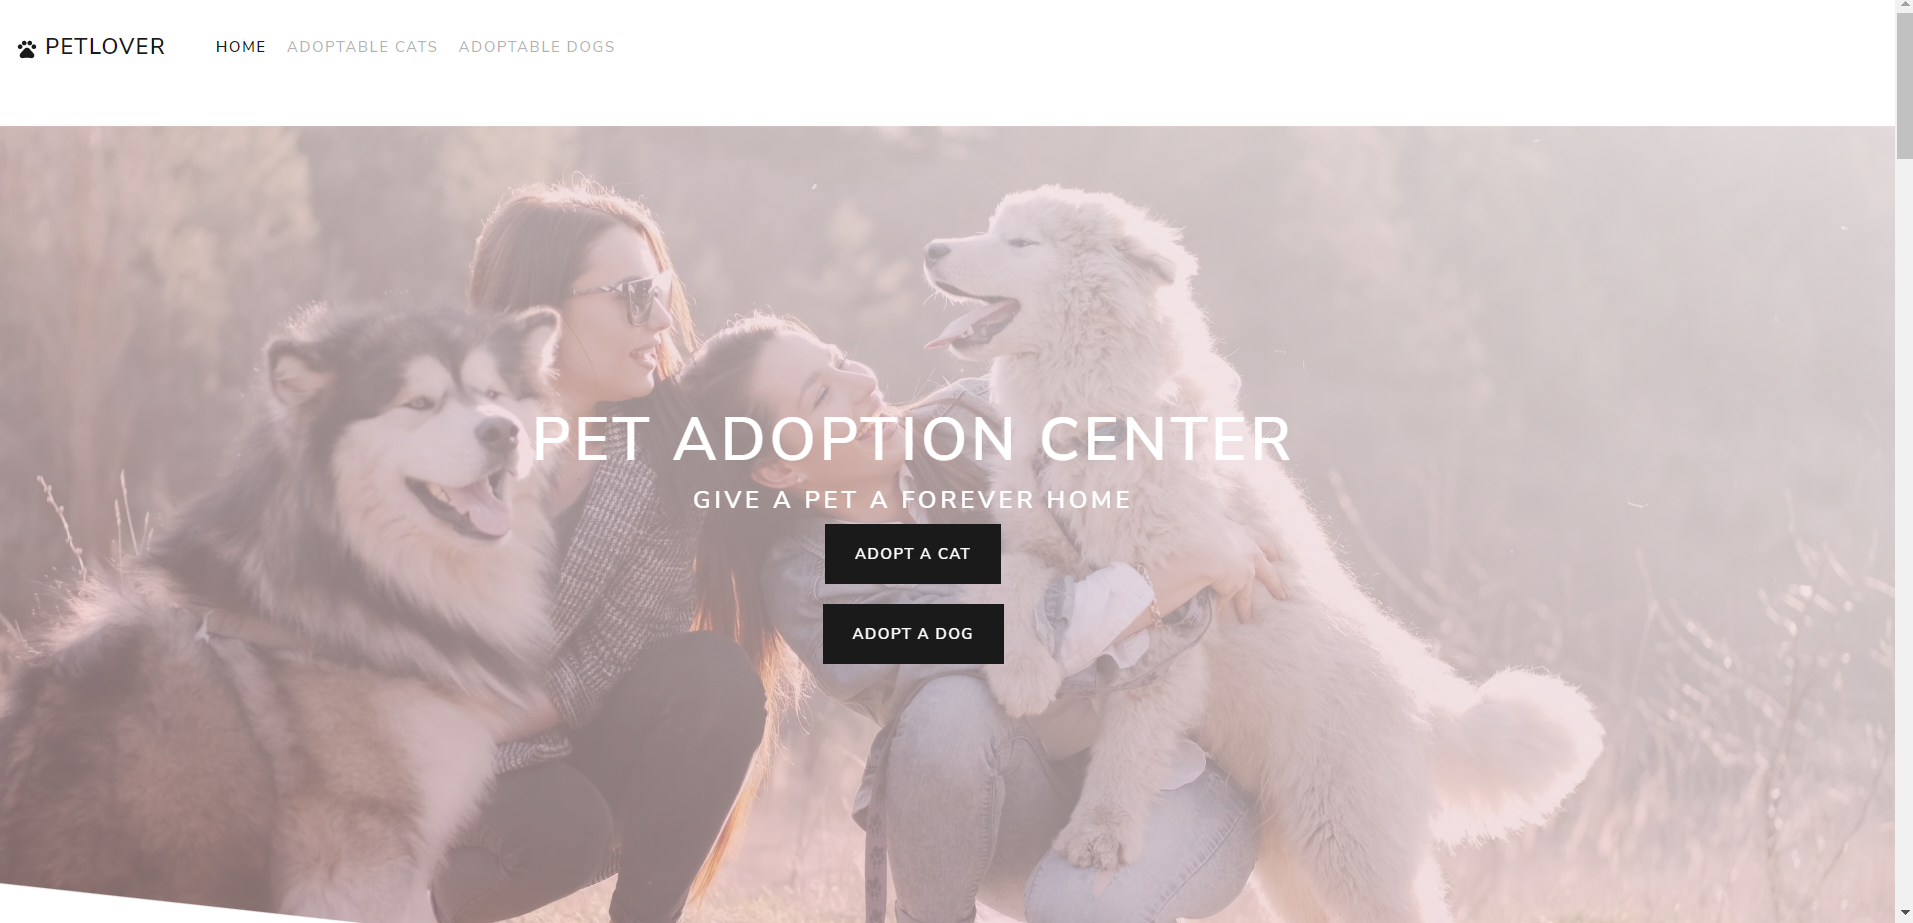 PETLOVER HOME ADOPTABLE CATS ADOPTABLE DOGS
PET ADOPTION CENTER
GIVE A PET A FOREVER HOME
ADOPT A CAT
ADOPT A DOG